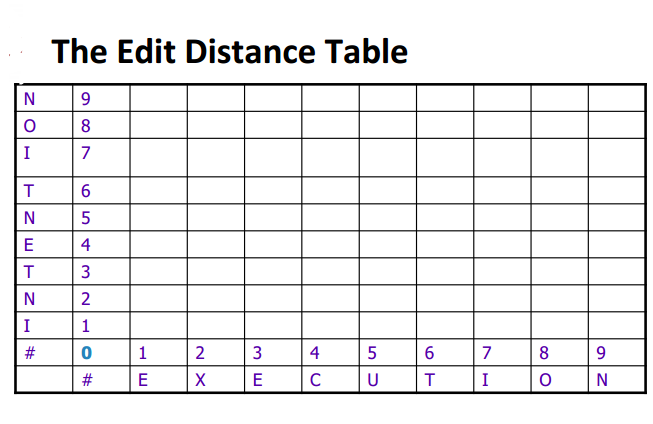 The Edit Distance Table
N 9
O 8
I 7
T 6
N 5
E 4
T 3
N 2
I 1
# 0 1 2 3 4 5 6 7 8 9
# E X E C U T I O N